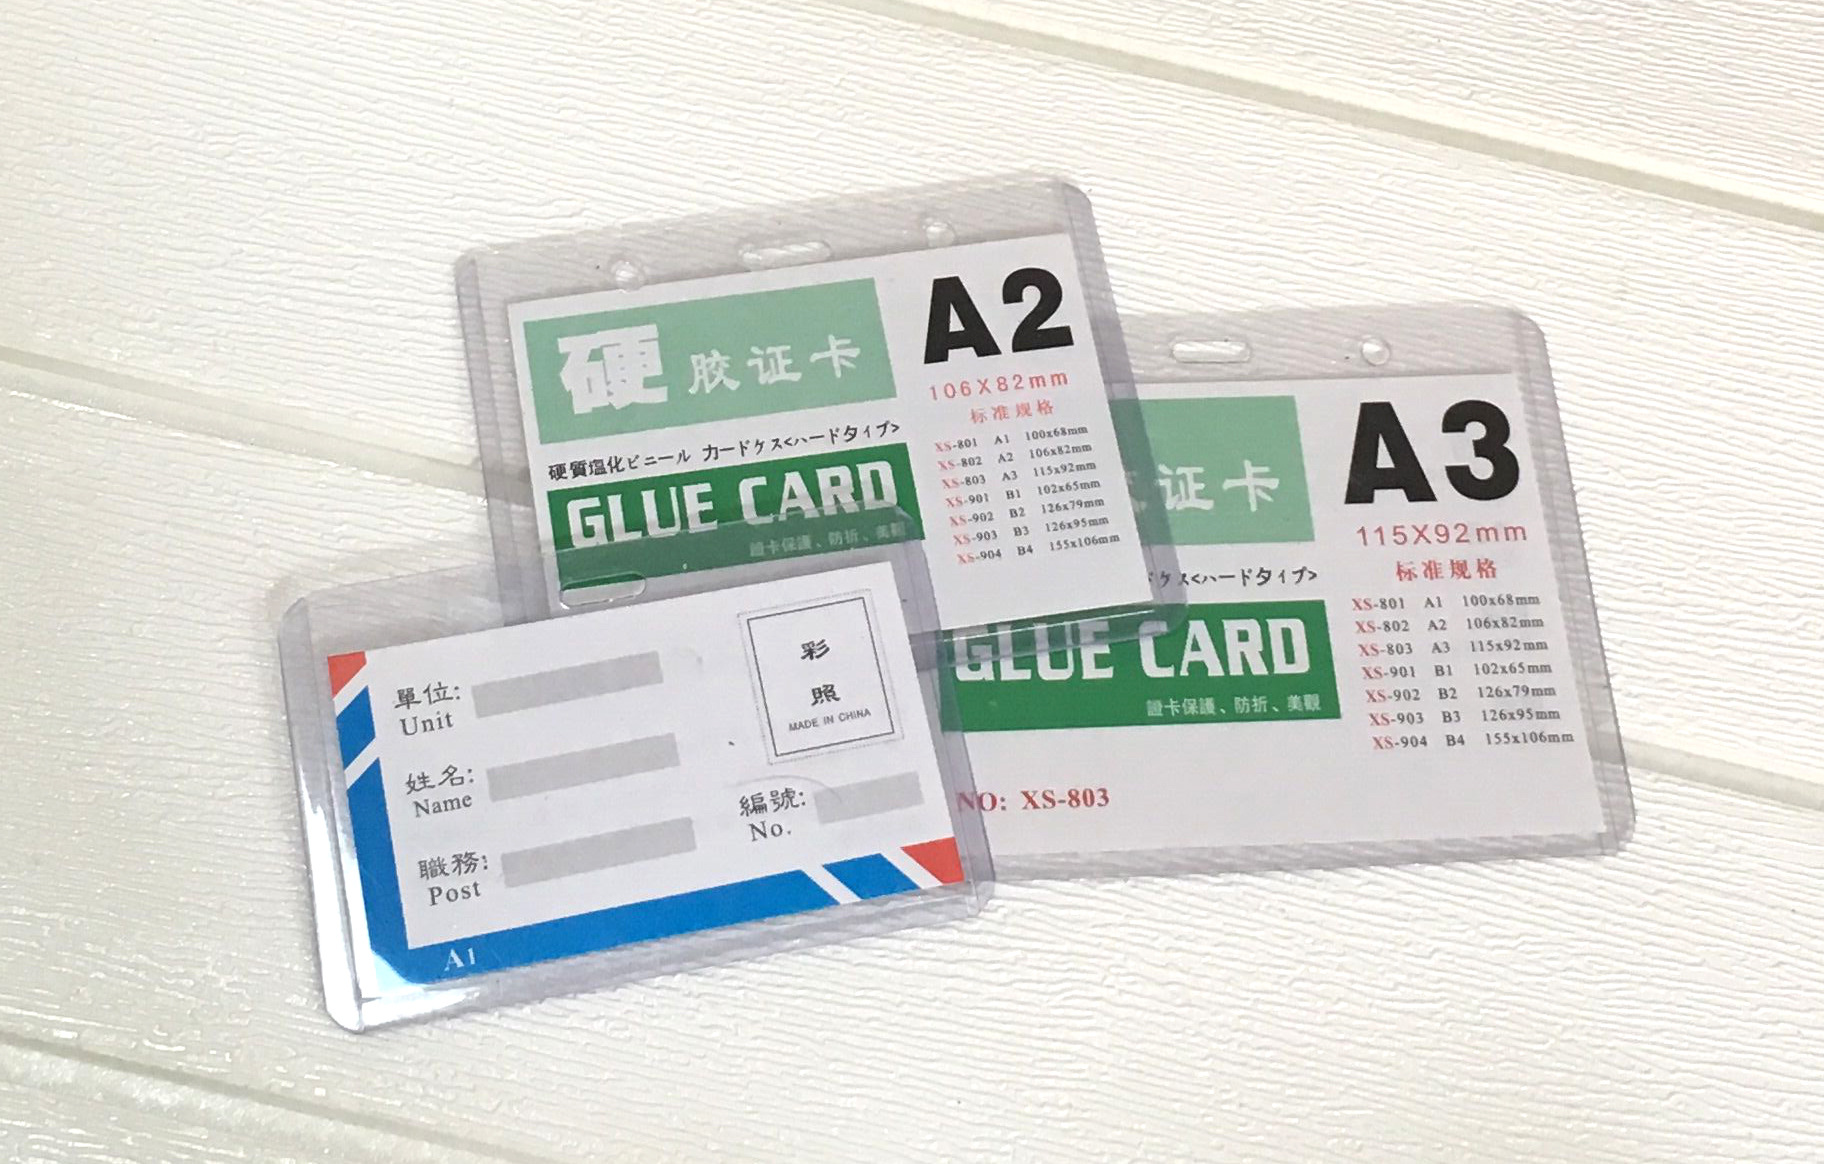 硬胶证卡
硬質塩化ビニール カードケス<ハードタイプ>
GLUE CARD
證卡保護、防折、美觀
A2
106X82mm
标准规格
XS-801 A1 100x68mm
XS-802 A2 106x82mm
XS-803 A3 115x92mm
XS-901 B1 102x65mm
XS-902 B2 126x79mm
XS-903 B3 126x95mm
XS-904 B4 155x106mm
证卡
ケス<ハードタイプ>
GLUE CARD
證卡保護、防折、美觀
NO: XS-803
A3
115X92mm
标准规格
XS-801 A1 100x68mm
XS-802 A2 106x82mm
XS-803 A3 115x92mm
XS-901 B1 102x65mm
XS-902 B2 126x79mm
XS-903 B3 126x95mm
XS-904 B4 155x106mm
單位:
Unit
姓名:
Name
職務:
Post
彩
照
MADE IN CHINA
編號:
No.
A1